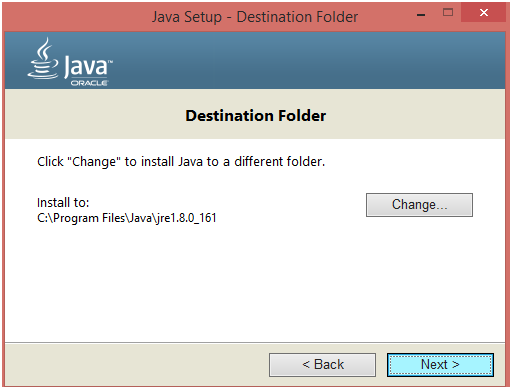 Java Setup - Destination Folder
Java™
ORACLE
Destination Folder
Click "Change" to install Java to a different folder.
Install to:
C:\Program Files\Java\jre1.8.0_161
Change...
< Back
Next >